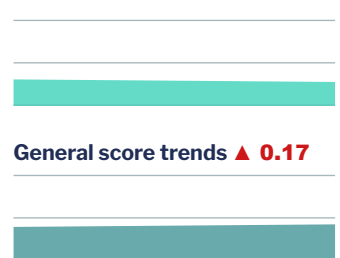 General score trends ▲ 0.17